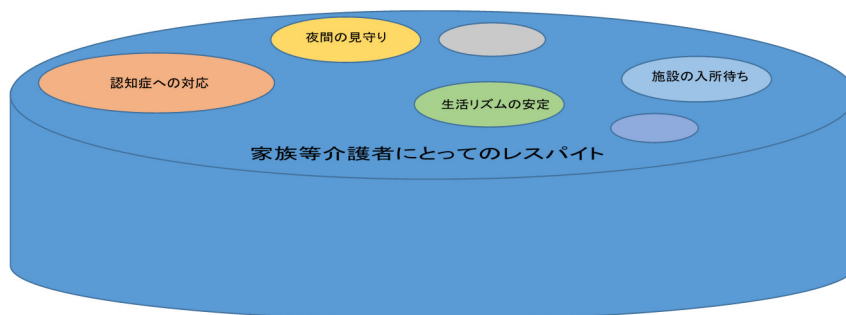 夜間の見守り
認知症への対応
施設の入所待ち
生活リズムの安定
家族等介護者にとってのレスパイト